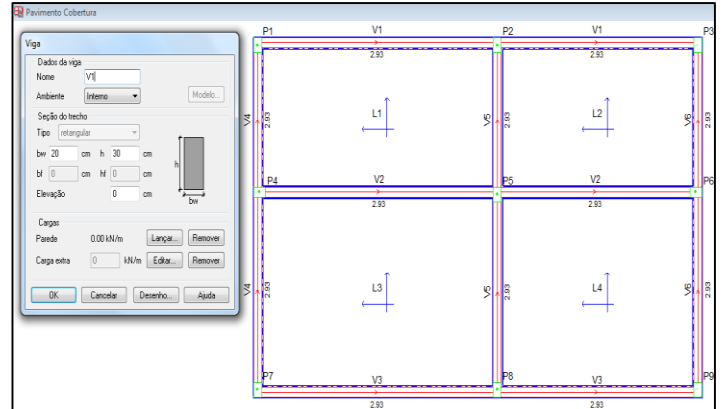 Pavimento Cobertura
Viga
Dados da viga
Nome V1
Ambiente Interno Modelo...
Seção do trecho
Tipo retangular
bw 20 cm h 30 cm
bf 0 cm hf 0 cm
Elevação 0 cm
h
bw
Cargas
Parede 0.00 kN/m Lançar... Remover
Carga extra 0 kN/m Editar... Remover
OK Cancelar Desenho... Ajuda
P1 V1 P2 V1 P3
2.93 2.93
V4 2.93 L1 V5 2.93 L2 V6 2.93
P4 V2 P5 V2 P6
2.93 2.93
V4 2.93 L3 V5 2.93 L4 V6 2.93
P7 V3 P8 V3 P9
2.93 2.93